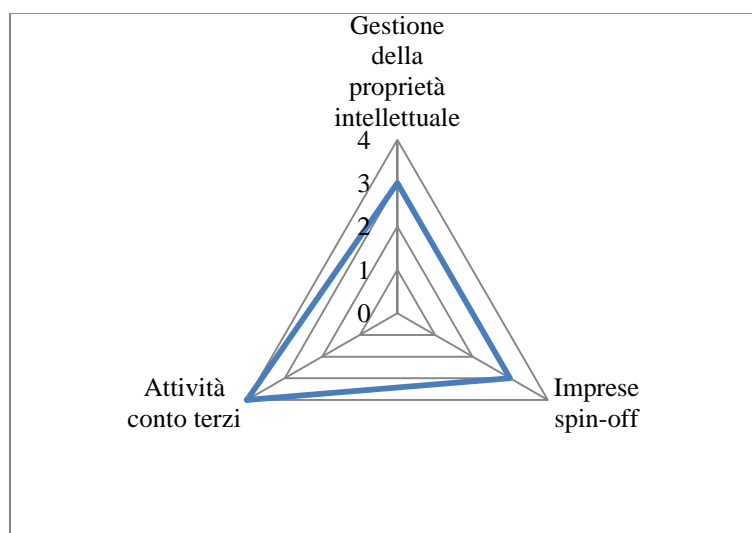 Gestione
della
proprietà
intellettuale
4
3
2
1
0
Attività
conto terzi
Imprese
spin-off